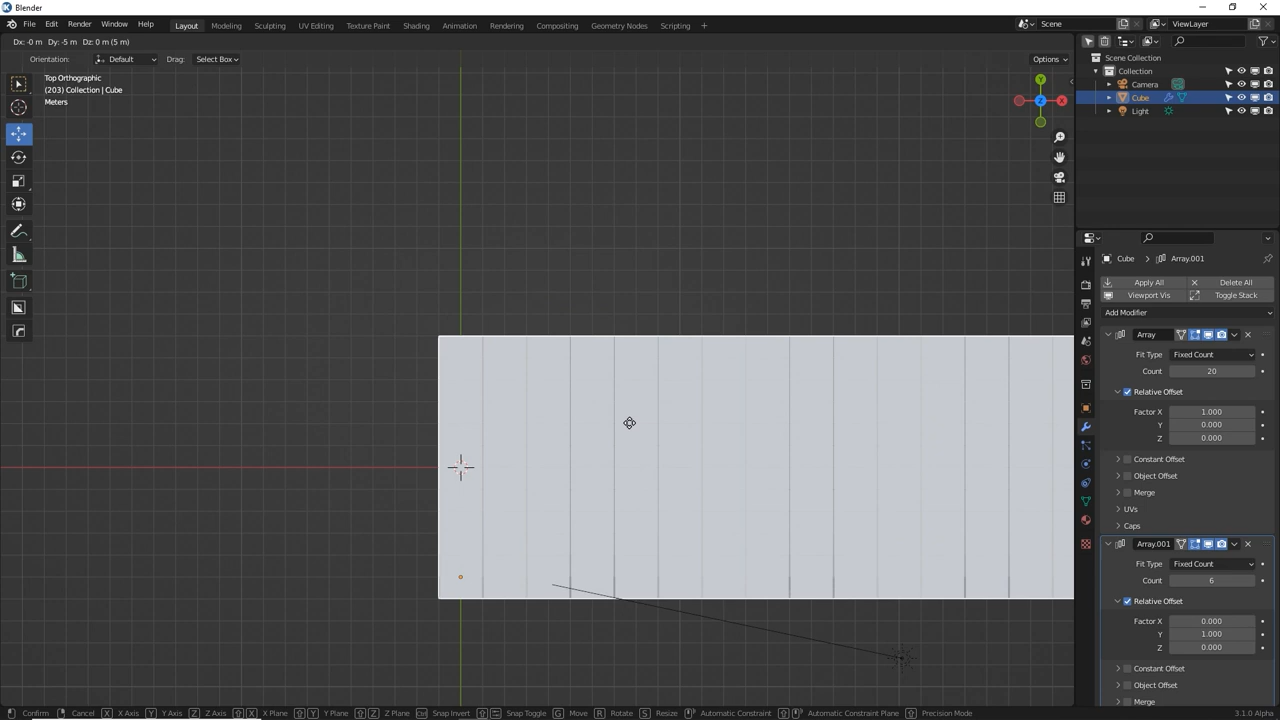 Blender
File Edit Render Window Help
Layout Modeling Sculpting UV Editing Texture Paint Shading Animation Rendering Compositing Geometry Nodes Scripting +
Scene
ViewLayer
Dx: -0 m Dy: -5 m Dz: 0 m (5 m)
Orientation: Default Drag: Select Box
Options
Top Orthographic
(203) Collection | Cube
Meters
Y
Z
X
Scene Collection
Collection
Camera
Cube
Light
Cube > Array.001
Apply All
Delete All
Viewport Vis
Toggle Stack
Add Modifier
Array
Fit Type Fixed Count
Count 20
Relative Offset
Factor X 1.000
Y 0.000
Z 0.000
Constant Offset
Object Offset
Merge
UVs
Caps
Array.001
Fit Type Fixed Count
Count 6
Relative Offset
Factor X 0.000
Y 1.000
Z 0.000
Constant Offset
Object Offset
Merge
Confirm Cancel X X Axis Y Y Axis Z Z Axis X X Plane Y Y Plane Z Z Plane Ctrl Snap Invert Snap Toggle G Move R Rotate S Resize Automatic Constraint Automatic Constraint Plane Precision Mode
3.1.0 Alpha